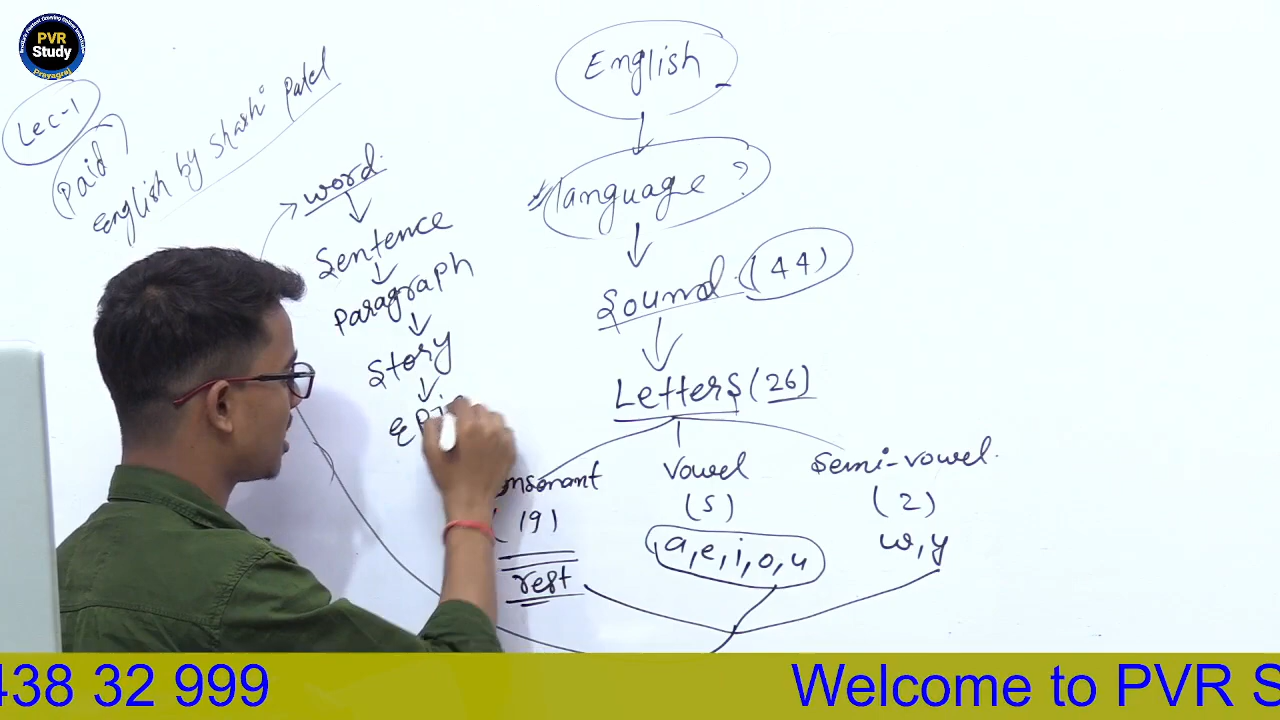 PVR
Study
Prayagraj
Lec-1
Paid
English by Shashi Patel
English
language ?
Sound (44)
Letters (26)
Consonant
(19)
rest
Vowel
(5)
a, e, i, o, u
Semi-vowel.
(2)
w, y
word
Sentence
Paragraph
Story
438 32 999
Welcome to PVR S